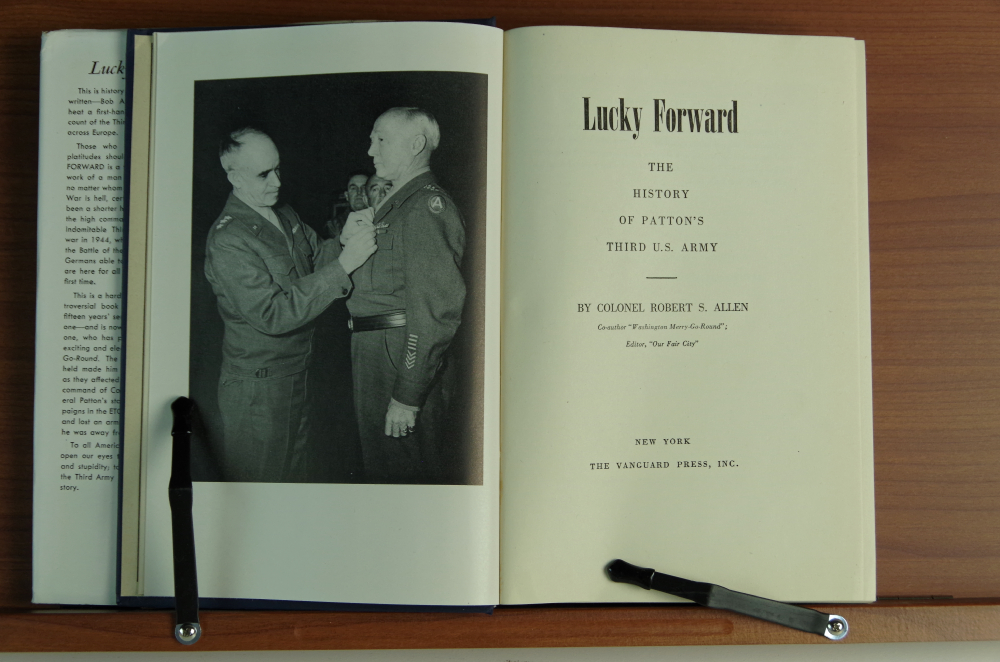 Luck
This is history
written—Bob A
heat a first-han
count of the Thi
across Europe.
Those who
platitudes shoul
FORWARD is a
work of a man
no matter whom
War is hell, cer
been a shorter
the high comma
indomitable Thi
war in 1944, w
the Battle of the
Germans able t
are here for all
first time.
This is a hard
troversial book
fifteen years' se
one—and is now
one, who has p
exciting and ele
Go-Round. The
held made him
as they affected
command of Co
eral Patton's sto
paigns in the ETO
and lost an arm
he was away fr
To all Americ
open our eyes t
and stupidity; to
the Third Army
story.
Lucky Forward
THE
HISTORY
OF PATTON'S
THIRD U.S. ARMY
BY COLONEL ROBERT S. ALLEN
Co-author "Washington Merry-Go-Round";
Editor, "Our Fair City"
NEW YORK
THE VANGUARD PRESS, INC.